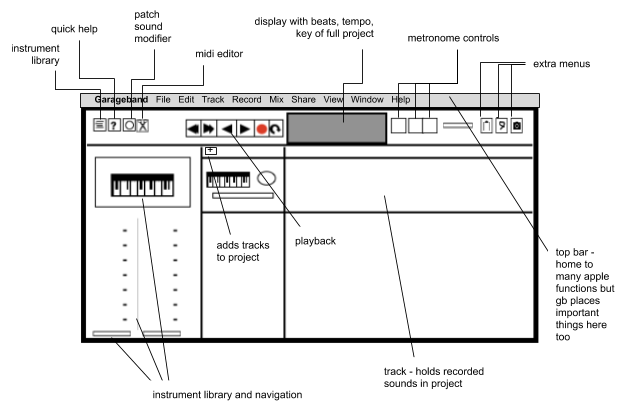 patch
sound
modifier
display with beats, tempo,
key of full project
quick help
metronome controls
instrument
library
midi editor
extra menus
Garageband File Edit Track Record Mix Share View Window Help
?
9
+
adds tracks
to project
playback
top bar -
home to
many apple
functions but
gb places
important
things here
too
track - holds recorded
sounds in project
instrument library and navigation